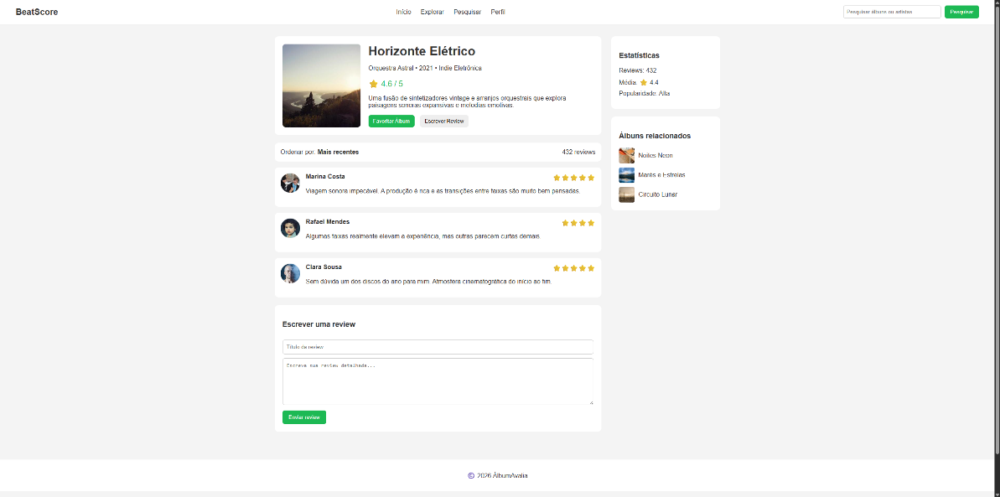 BeatScore
Início Explorar Pesquisar Perfil
Pesquisar álbuns ou artistas
Pesquisar
Horizonte Elétrico
Orquestra Astral • 2021 • Indie Eletrônica
4.6 / 5
Uma fusão de sintetizadores vintage e arranjos orquestrais que explora
paisagens sonoras expansivas e melodias emotivas.
Favoritar Álbum
Escrever Review
Ordenar por: Mais recentes
432 reviews
Marina Costa
Viagem sonora impecável. A produção é rica e as transições entre faixas são muito bem pensadas.
Rafael Mendes
Algumas faixas realmente elevam a experiência, mas outras parecem curtas demais.
Clara Sousa
Sem dúvida um dos discos do ano para mim. Atmosfera cinematográfica do início ao fim.
Escrever uma review
Título da review
Escreva sua review detalhada...
Enviar review
Estatísticas
Reviews: 432
Média: 4.4
Popularidade: Alta
Álbuns relacionados
Noites Neon
Marés e Estrelas
Circuito Lunar
© 2026 ÁlbumAvalia